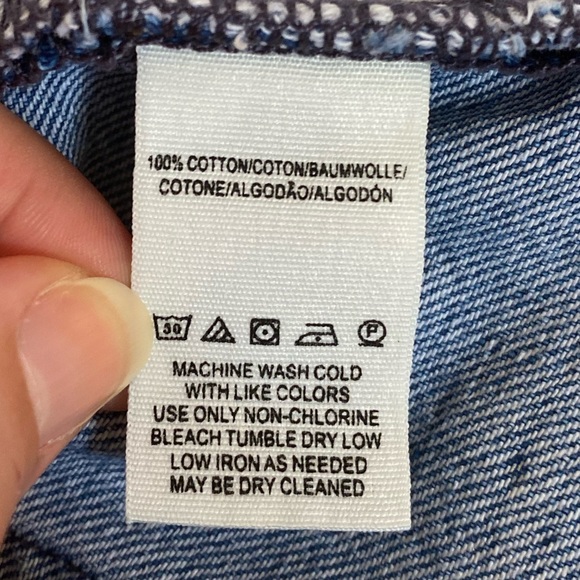 100% COTTON/COTON/BAUMWOLLE/
COTONE/ALGODÃO/ALGODÓN
30 P
MACHINE WASH COLD
WITH LIKE COLORS
USE ONLY NON-CHLORINE
BLEACH TUMBLE DRY LOW
LOW IRON AS NEEDED
MAY BE DRY CLEANED